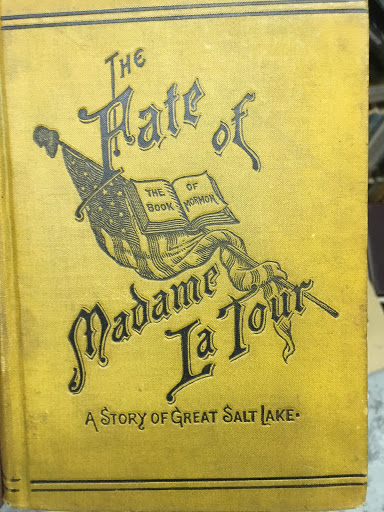 The
Fate of
THE BOOK
OF MORMON
Madame
La Tour
A STORY OF GREAT SALT LAKE.